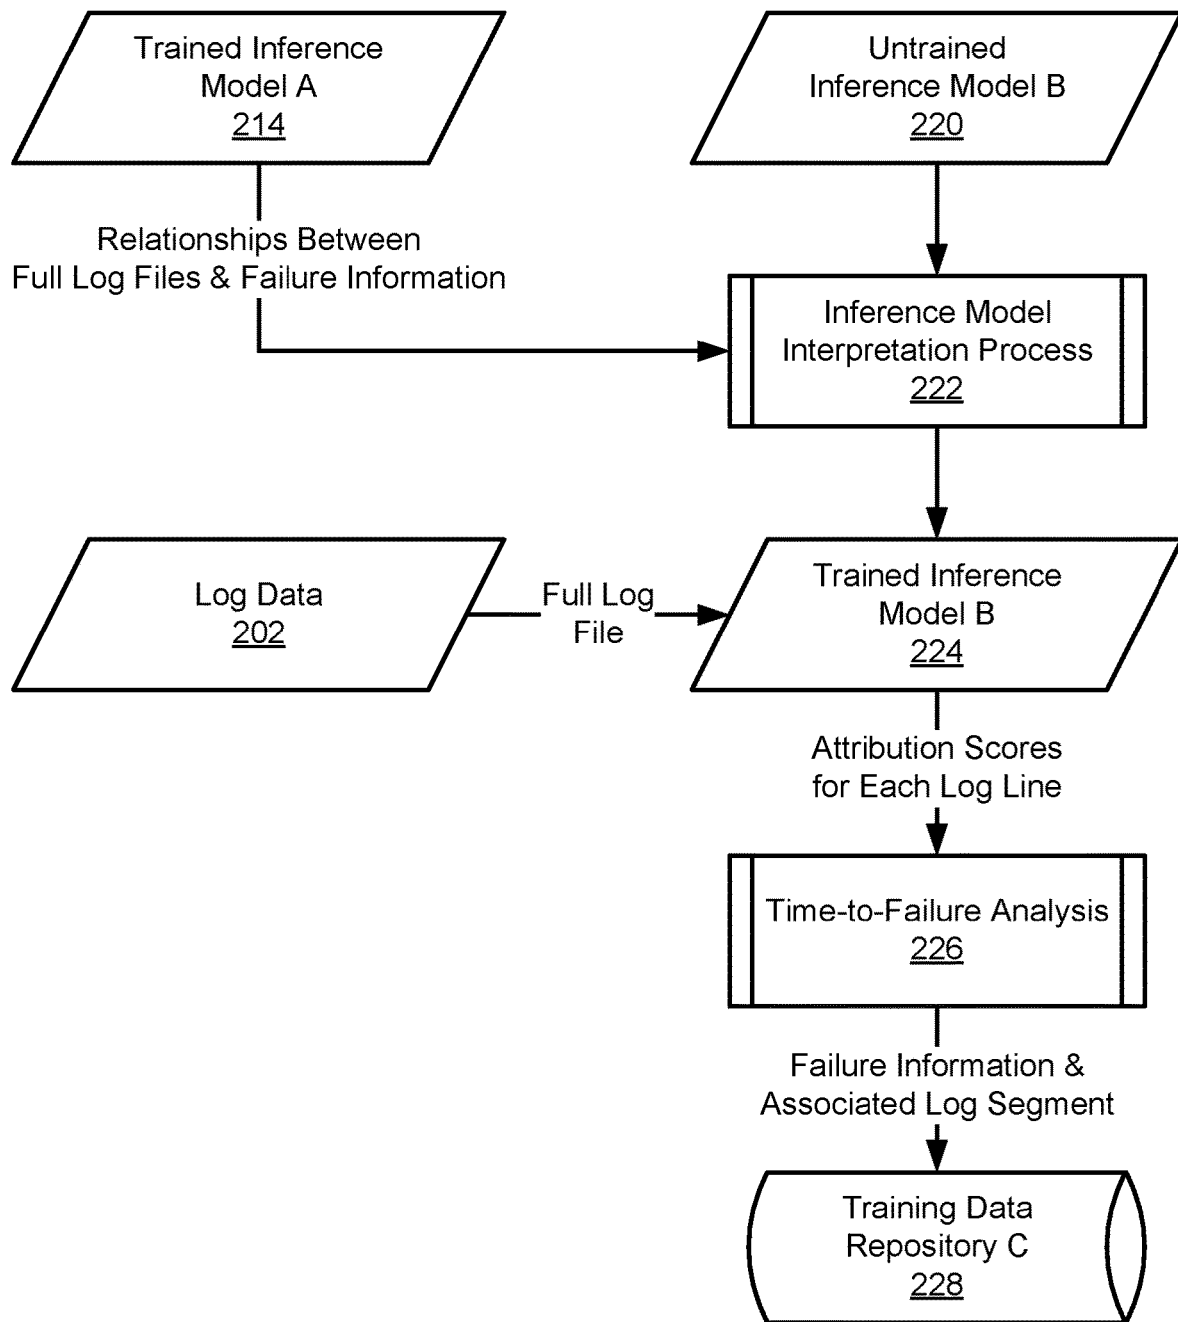 Trained Inference
Model A
214
Untrained
Inference Model B
220
Relationships Between
Full Log Files & Failure Information
Inference Model
Interpretation Process
222
Log Data
202
Full Log
File
Trained Inference
Model B
224
Attribution Scores
for Each Log Line
Time-to-Failure Analysis
226
Failure Information &
Associated Log Segment
Training Data
Repository C
228